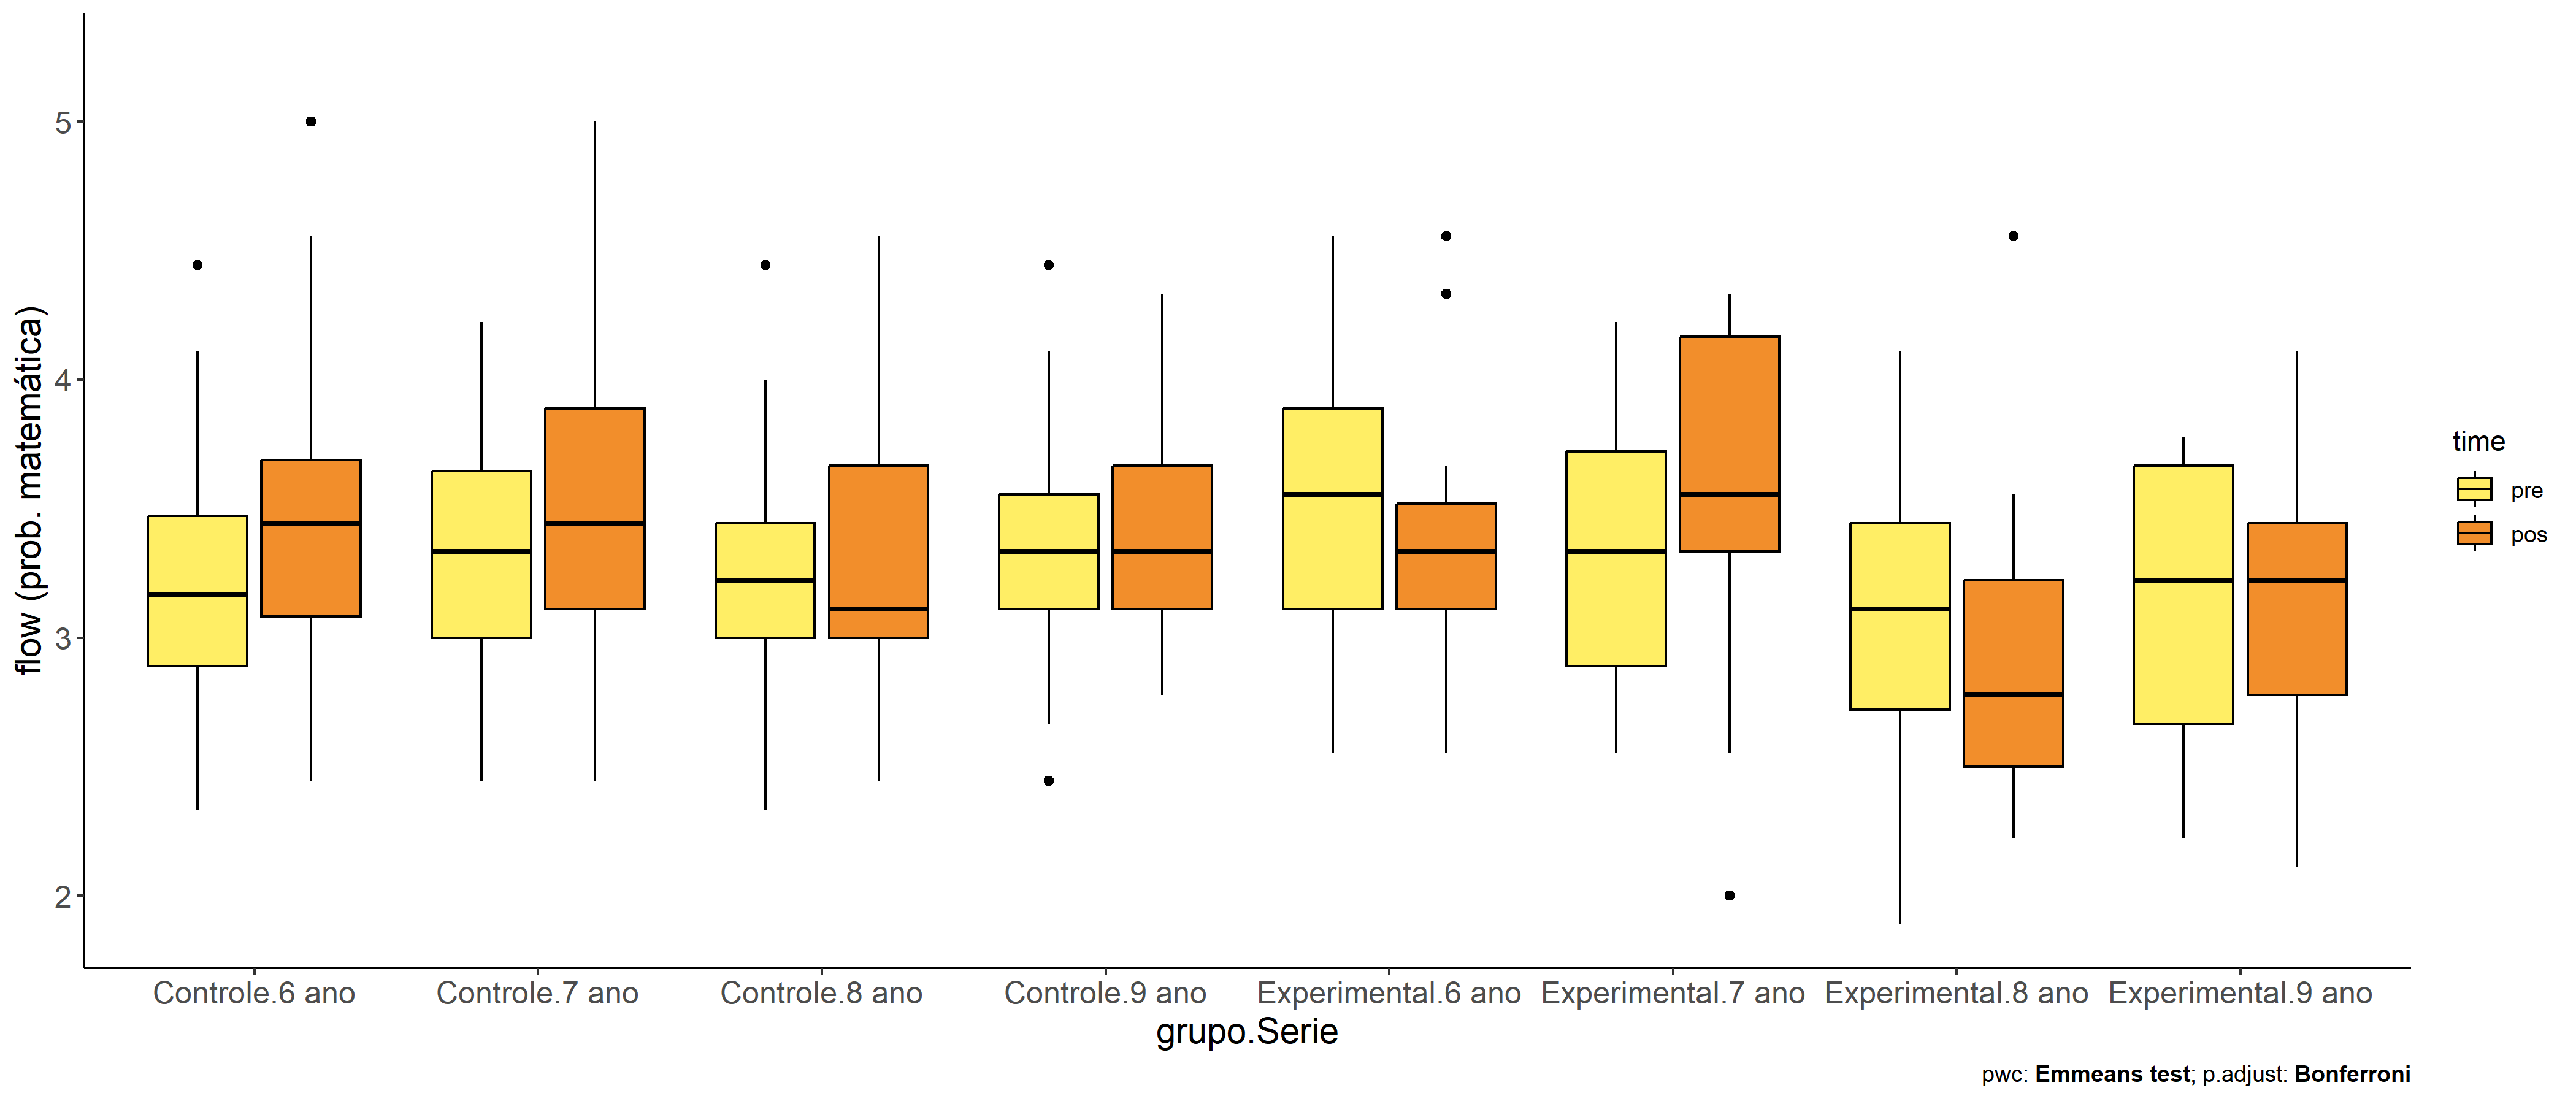 flow (prob. matemática)
5
4
3
2
Controle.6 ano
Controle.7 ano
Controle.8 ano
Controle.9 ano
Experimental.6 ano
Experimental.7 ano
Experimental.8 ano
Experimental.9 ano
grupo.Serie
time
pre
pos
pwc: Emmeans test; p.adjust: Bonferroni